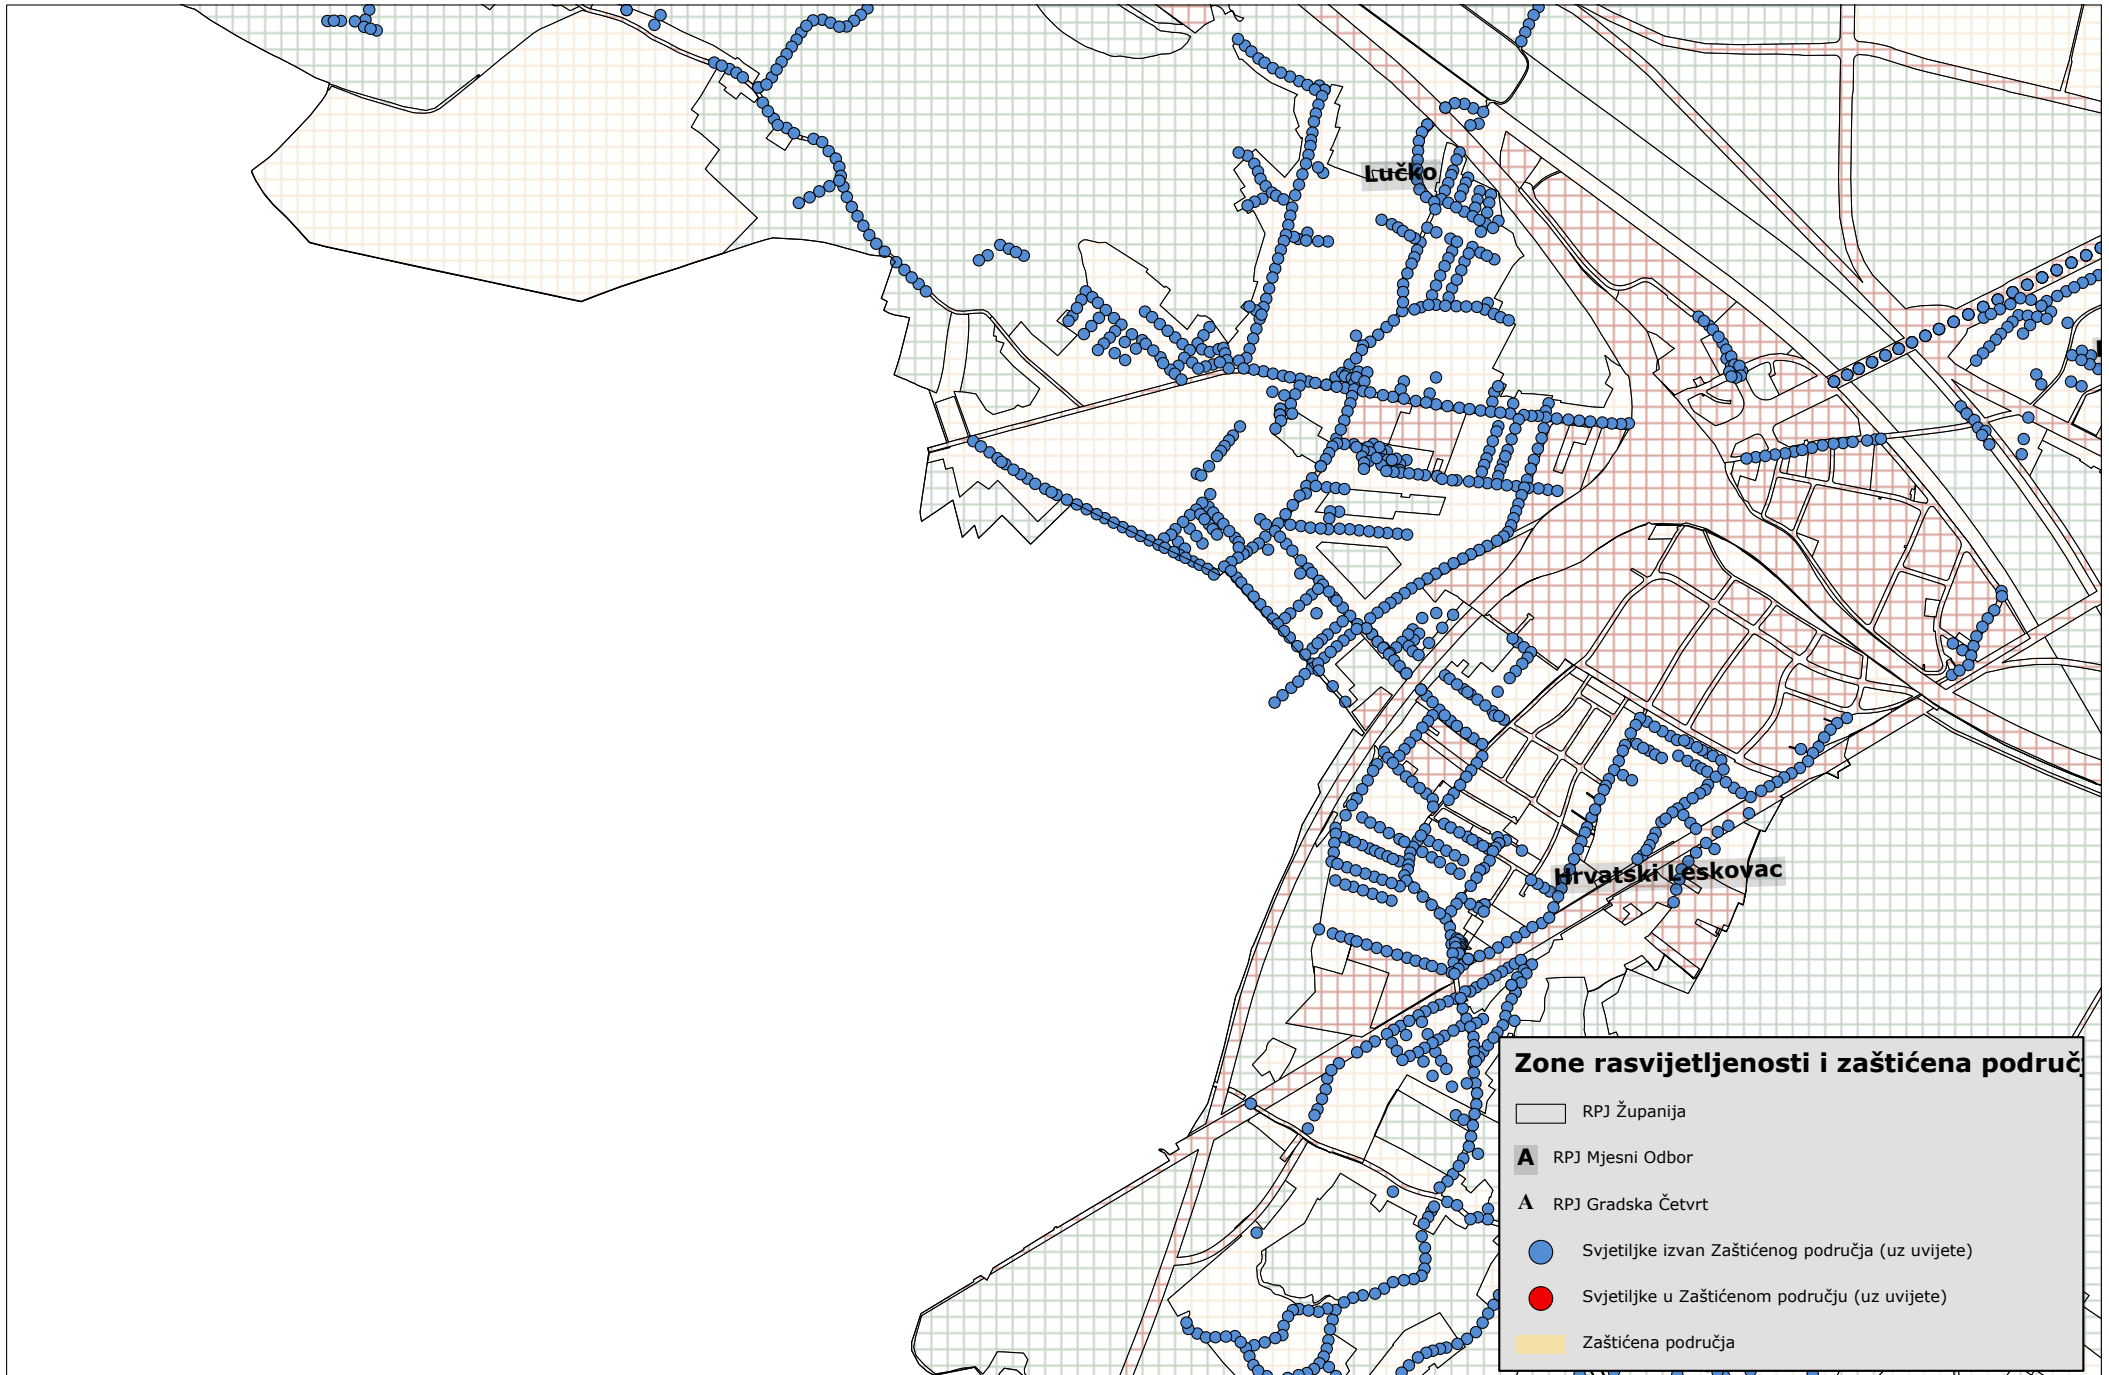 Lučko
Hrvatski Leskovac
Zone rasvijetljenosti i zaštićena područj
RPJ Županija
A RPJ Mjesni Odbor
A RPJ Gradska Četvrt
Svjetiljke izvan Zaštićenog područja (uz uvijete)
Svjetiljke u Zaštićenom području (uz uvijete)
Zaštićena područja